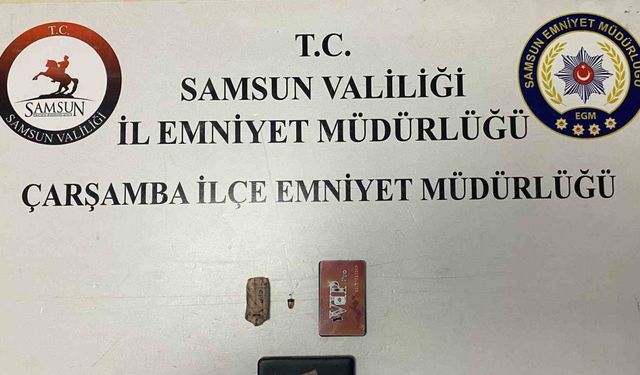 T.C.
SAMSUN
SAMSUN VALİLİĞİ
T.C.
SAMSUN VALİLİĞİ
İL EMNİYET MÜDÜRLÜĞÜ
ÇARŞAMBA İLÇE EMNİYET MÜDÜRLÜĞÜ
SAMSUN EMNİYET MÜDÜRLÜĞÜ
EGM